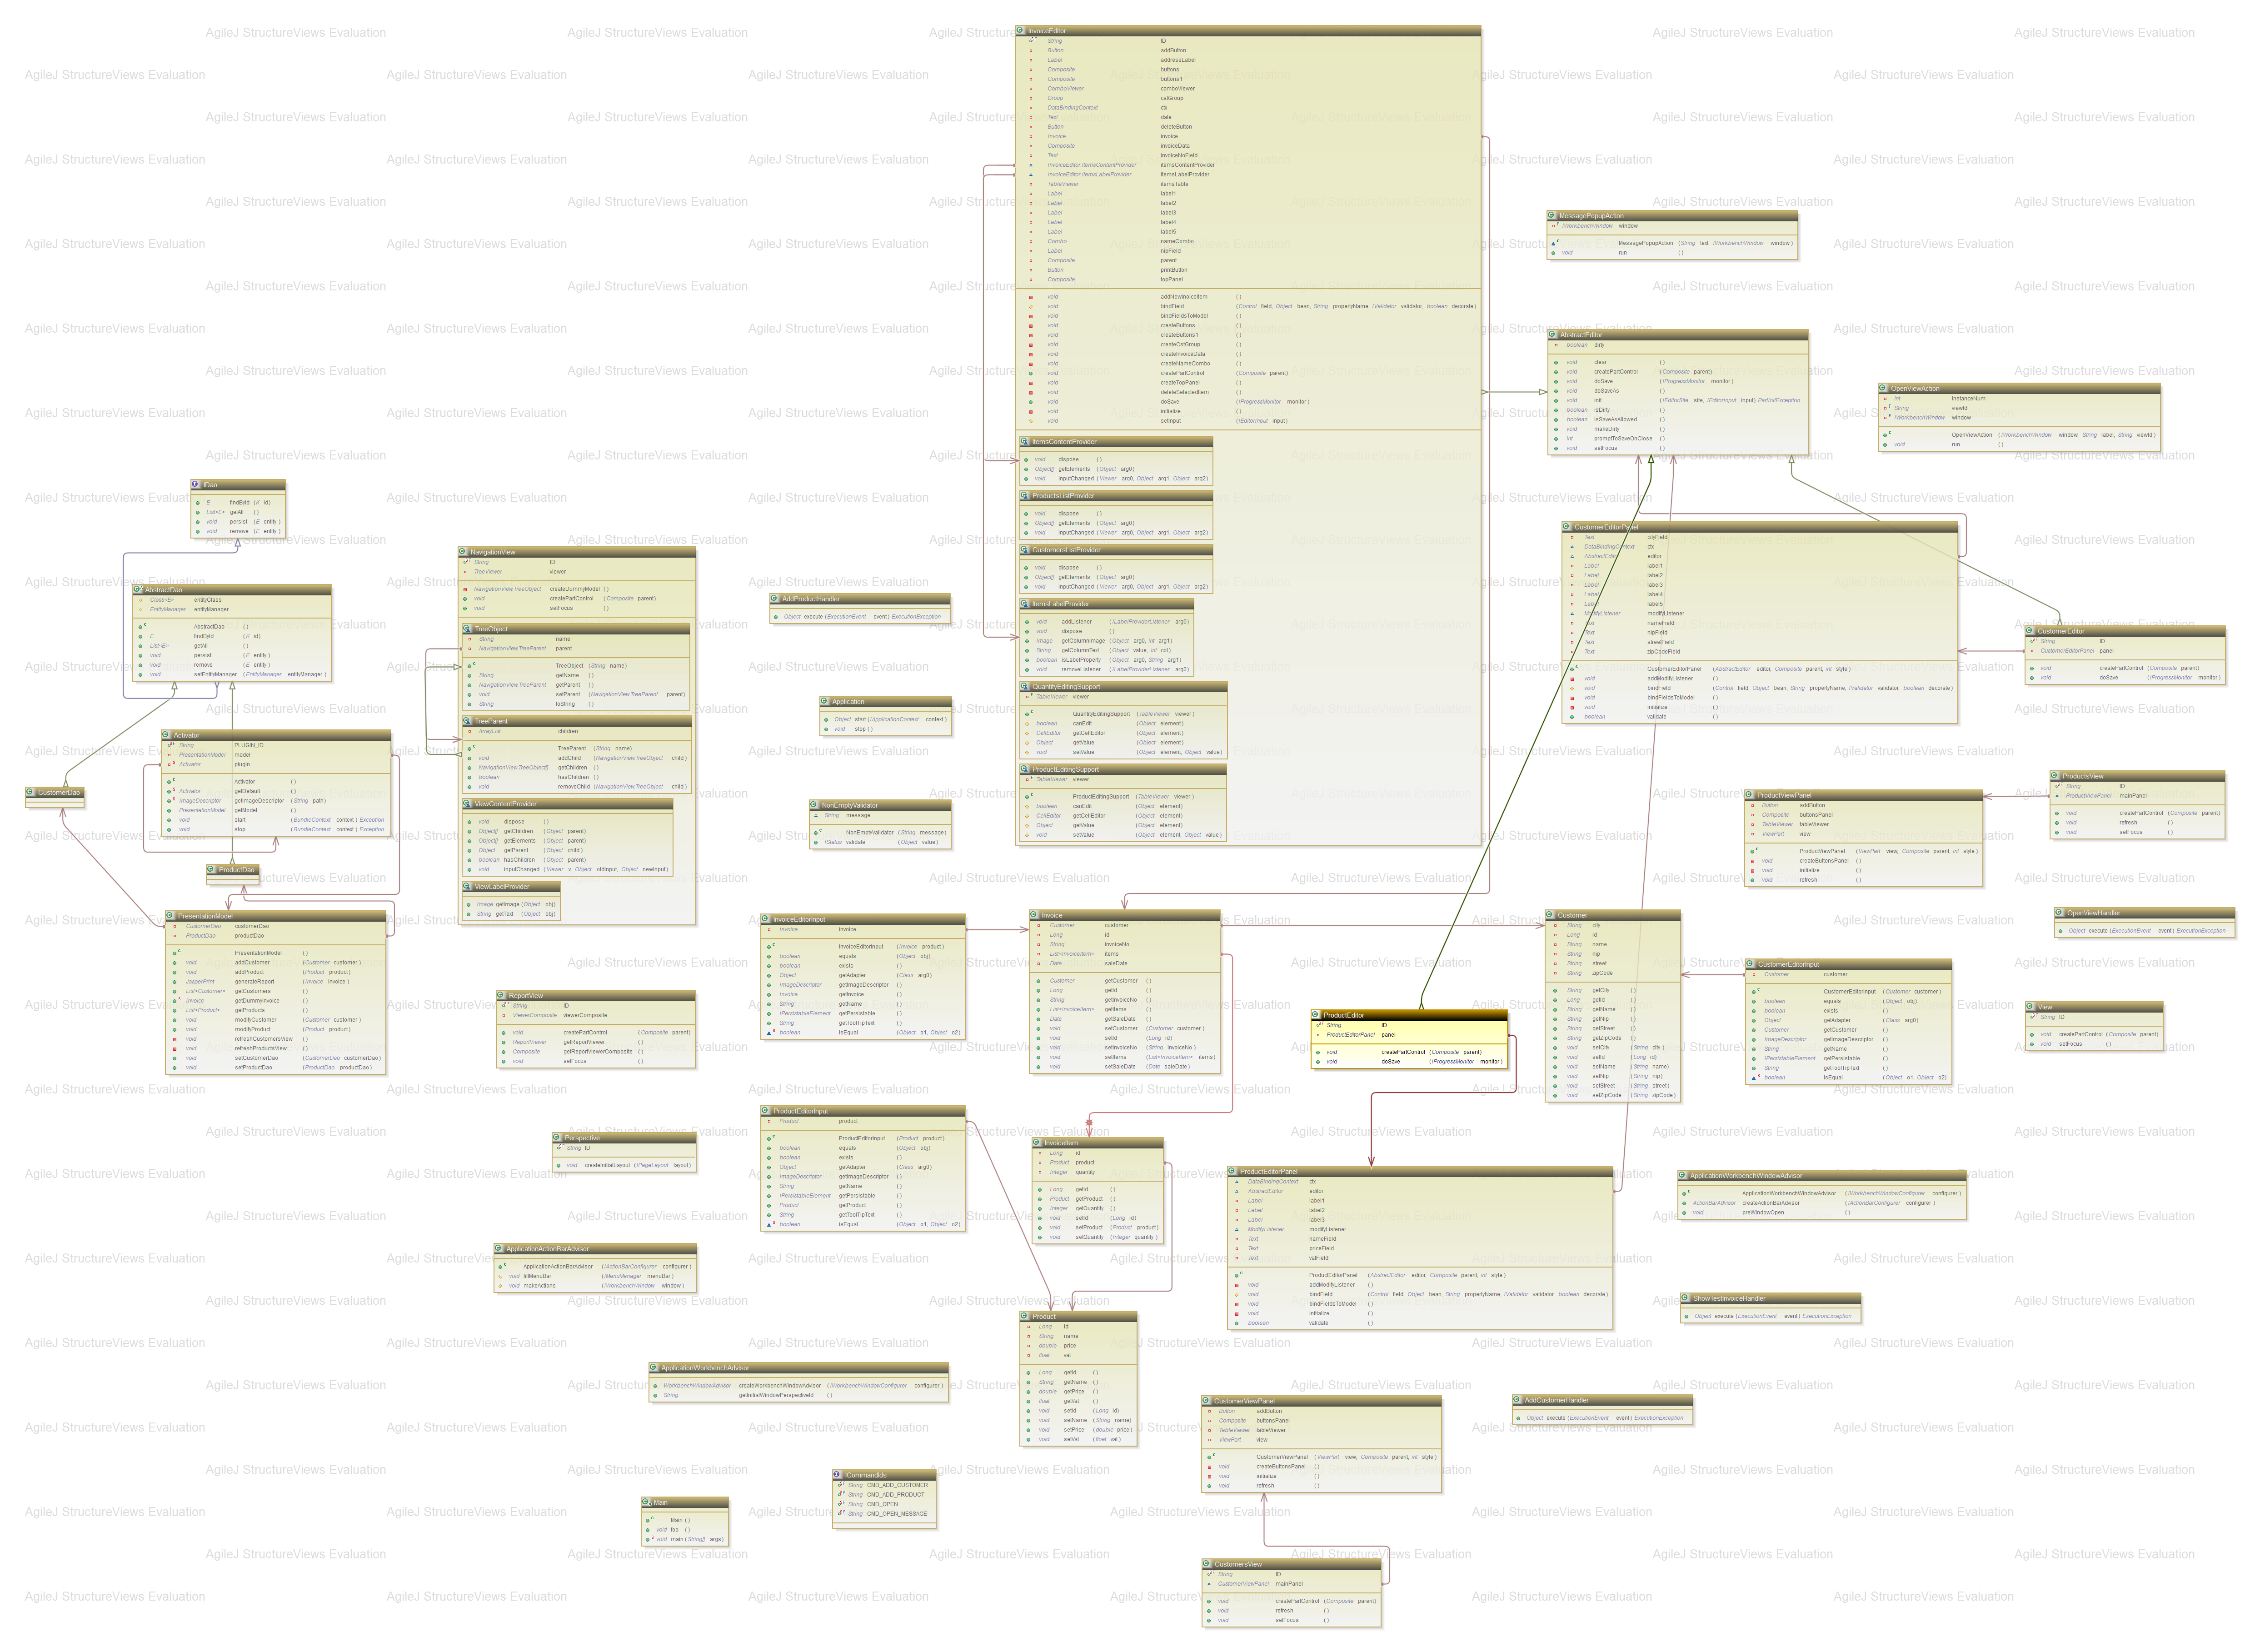 InvoiceEditor
String ID
Button addButton
Label addressLabel
Composite buttons
Composite buttons1
ComboViewer comboViewer
Group cstGroup
DataBindingContext ctx
Text date
Button dereteButton
Invoice invoice
Composite invoiceData
Text invoiceNoField
InvoiceEditor.ItemsContentProvider itemsContentProvider
InvoiceEditor.ItemsLabelProvider itemsLabelProvider
TableViewer itemsTable
Label label1
Label label2
Label label3
Label label4
Label label5
Combo nameCombo
Label nipField
Composite parent
Button printButton
Composite topPanel
void addNewInoiceItem ( )
void bindField (Control field, Object bean, String propertyName, IValidator validator, boolean decorate)
void bindFieldsToModel ( )
void createButtons ( )
void createButtons1 ( )
void createCstGroup ( )
void createInvoiceData ( )
void createNameCombo ( )
void createPartControl (Composite parent)
void createTopPanel ( )
void deleteSelectedItem ( )
void doSave (IProgressMonitor monitor)
void initialize ( )
void setInput (IEditorInput input)
ItemsContentProvider
void dispose ( )
Object[] getElements (Object arg0)
void inputChanged (Viewer arg0, Object arg1, Object arg2)
ProductsListProvider
void dispose ( )
Object[] getElements (Object arg0)
void inputChanged (Viewer arg0, Object arg1, Object arg2)
CustomersListProvider
void dispose ( )
Object[] getElements (Object arg0)
void inputChanged (Viewer arg0, Object arg1, Object arg2)
ItemsLabelProvider
void addListener (ILabelProviderListener arg0)
void dispose ( )
Image getColumnImage (Object arg0, int arg1)
String getColumnText (Object value, int col)
boolean isLabelProperty (Object arg0, String arg1)
void removeListener (ILabelProviderListener arg0)
QuantityEditingSupport
TableViewer viewer
QuantityEditingSupport (TableViewer viewer)
boolean canEdit (Object element)
CellEditor getCellEditor (Object element)
Object getValue (Object element)
void setValue (Object element, Object value)
ProductEditingSupport
TableViewer viewer
ProductEditingSupport (TableViewer viewer)
boolean canEdit (Object element)
CellEditor getCellEditor (Object element)
Object getValue (Object element)
void setValue (Object element, Object value)
MessagePopupAction
IWorkbenchWindow window
MessagePopupAction (String text, IWorkbenchWindow window)
void run ( )
AbstractEditor
boolean dirty
void clear ( )
void createPartControl (Composite parent)
void doSave (IProgressMonitor monitor)
void doSaveAs ( )
void init (IEditorSite site, IEditorInput input) PartInitException
boolean isDirty ( )
boolean isSaveAsAllowed ( )
void makeDirty ( )
int promptToSaveOnClose ( )
void setFocus ( )
OpenViewAction
int instanceNum
String viewId
IWorkbenchWindow window
OpenViewAction (IWorkbenchWindow window, String label, String viewId)
void run ( )
IDao
E findById (K id)
List<E> getAll ( )
void persist (E entity)
void remove (E entity)
AbstractDao
Class<E> entityClass
EntityManager entityManager
AbstractDao ( )
E findById (K id)
List<E> getAll ( )
void persist (E entity)
void remove (E entity)
void setEntityManager (EntityManager entityManager)
NavigationView
String ID
TreeViewer viewer
NavigationView.TreeObject createDummyModel ( )
void createPartControl (Composite parent)
void setFocus ( )
TreeObject
String name
NavigationView.TreeParent parent
TreeObject (String name)
String getName ( )
NavigationView.TreeParent getParent ( )
void setParent (NavigationView.TreeParent parent)
String toString ( )
TreeParent
ArrayList children
TreeParent (String name)
void addChild (NavigationView.TreeObject child)
NavigationView.TreeObject[] getChildren ( )
boolean hasChildren ( )
void removeChild (NavigationView.TreeObject child)
ViewContentProvider
void dispose ( )
Object[] getChildren (Object parent)
Object[] getElements (Object parent)
Object getParent (Object child)
boolean hasChildren (Object parent)
void inputChanged (Viewer v, Object oldInput, Object newInput)
ViewLabelProvider
Image getImage (Object obj)
String getText (Object obj)
AddProductHandler
Object execute (ExecutionEvent event) ExecutionException
Application
Object start (IApplicationContext context)
void stop ( )
NonEmptyValidator
String message
NonEmptyValidator (String message)
IStatus validate (Object value)
CustomerEditorPanel
Text cityField
DataBindingContext ctx
AbstractEditor editor
Label label1
Label label2
Label label3
Label label4
Label label5
ModifyListener modifyListener
Text nameField
Text nipField
Text streetField
Text zipCodeField
CustomerEditorPanel (AbstractEditor editor, Composite parent, int style)
void addModifyListener ( )
void bindField (Control field, Object bean, String propertyName, IValidator validator, boolean decorate)
void bindFieldsToModel ( )
void initialize ( )
boolean validate ( )
CustomerEditor
String ID
CustomerEditorPanel panel
void createPartControl (Composite parent)
void doSave (IProgressMonitor monitor)
Activator
String PLUGIN_ID
PresentationModel model
Activator plugin
Activator ( )
Activator getDefault ( )
ImageDescriptor getImageDescriptor (String path)
PresentationModel getModel ( )
void start (BundleContext context) Exception
void stop (BundleContext context) Exception
CustomerDao
ProductDao
PresentationModel
CustomerDao customerDao
ProductDao productDao
PresentationModel ( )
void addCustomer (Customer customer)
void addProduct (Product product)
JasperPrint generateReport (Invoice invoice)
List<Customer> getCustomers ( )
Invoice getDummyInvoice ( )
List<Product> getProducts ( )
void modifyCustomer (Customer customer)
void modifyProduct (Product product)
void refreshCustomersView ( )
void refreshProductsView ( )
void setCustomerDao (CustomerDao customerDao)
void setProductDao (ProductDao productDao)
ProductViewPanel
Button addButton
Composite buttonsPanel
TableViewer tableViewer
ViewPart view
ProductViewPanel (ViewPart view, Composite parent, int style)
void createButtonsPanel ( )
void initialize ( )
void refresh ( )
ProductsView
String ID
ProductViewPanel mainPanel
void createPartControl (Composite parent)
void refresh ( )
void setFocus ( )
InvoiceEditorInput
Invoice invoice
InvoiceEditorInput (Invoice product)
boolean equals (Object obj)
boolean exists ( )
Object getAdapter (Class arg0)
ImageDescriptor getImageDescriptor ( )
Invoice getInvoice ( )
String getName ( )
IPersistableElement getPersistable ( )
String getToolTipText ( )
boolean isEqual (Object o1, Object o2)
Invoice
Customer customer
Long id
String invoiceNo
List<InvoiceItem> items
Date saleDate
Customer getCustomer ( )
Long getId ( )
String getInvoiceNo ( )
List<InvoiceItem> getItems ( )
Date getSaleDate ( )
void setCustomer (Customer customer)
void setId (Long id)
void setInvoiceNo (String invoiceNo)
void setItems (List<InvoiceItem> items)
void setSaleDate (Date saleDate)
Customer
String city
Long id
String name
String nip
String street
String zipCode
String getCity ( )
Long getId ( )
String getName ( )
String getNip ( )
String getStreet ( )
String getZipCode ( )
void setCity (String city)
void setId (Long id)
void setName (String name)
void setNip (String nip)
void setStreet (String street)
void setZipCode (String zipCode)
CustomerEditorInput
Customer customer
CustomerEditorInput (Customer customer)
boolean equals (Object obj)
boolean exists ( )
Object getAdapter (Class arg0)
Customer getCustomer ( )
ImageDescriptor getImageDescriptor ( )
String getName ( )
IPersistableElement getPersistable ( )
String getToolTipText ( )
boolean isEqual (Object o1, Object o2)
OpenViewHandler
Object execute (ExecutionEvent event) ExecutionException
View
String ID
void createPartControl (Composite parent)
void setFocus ( )
ReportView
String ID
ViewerComposite viewerComposite
void createPartControl (Composite parent)
ReportViewer getReportViewer ( )
Composite getReportViewerComposite ( )
void setFocus ( )
ProductEditor
String ID
ProductEditorPanel panel
void createPartControl (Composite parent)
void doSave (IProgressMonitor monitor)
Perspective
String ID
void createInitialLayout (IPageLayout layout)
ProductEditorInput
Product product
ProductEditorInput (Product product)
boolean equals (Object obj)
boolean exists ( )
Object getAdapter (Class arg0)
ImageDescriptor getImageDescriptor ( )
String getName ( )
IPersistableElement getPersistable ( )
Product getProduct ( )
String getToolTipText ( )
boolean isEqual (Object o1, Object o2)
InvoiceItem
Long id
Product product
Integer quantity
Long getId ( )
Product getProduct ( )
Integer getQuantity ( )
void setId (Long id)
void setProduct (Product product)
void setQuantity (Integer quantity)
ProductEditorPanel
DataBindingContext ctx
AbstractEditor editor
Label label1
Label label2
Label label3
ModifyListener modifyListener
Text nameField
Text priceField
Text vatField
ProductEditorPanel (AbstractEditor editor, Composite parent, int style)
void addModifyListener ( )
void bindField (Control field, Object bean, String propertyName, IValidator validator, boolean decorate)
void bindFieldsToModel ( )
void initialize ( )
boolean validate ( )
ApplicationWorkbenchWindowAdvisor
ApplicationWorkbenchWindowAdvisor (IWorkbenchWindowConfigurer configurer)
ActionBarAdvisor createActionBarAdvisor (IActionBarConfigurer configurer)
void preWindowOpen ( )
ApplicationActionBarAdvisor
ApplicationActionBarAdvisor (IActionBarConfigurer configurer)
void fillMenuBar (IMenuManager menuBar)
void makeActions (IWorkbenchWindow window)
ShowTestInvoiceHandler
Object execute (ExecutionEvent event) ExecutionException
Product
Long id
String name
double price
float vat
Long getId ( )
String getName ( )
double getPrice ( )
float getVat ( )
void setId (Long id)
void setName (String name)
void setPrice (double price)
void setVat (float vat)
ApplicationWorkbenchAdvisor
WorkbenchWindowAdvisor createWorkbenchWindowAdvisor (IWorkbenchWindowConfigurer configurer)
String getInitialWindowPerspectiveId ( )
CustomerViewPanel
Button addButton
Composite buttonsPanel
TableViewer tableViewer
ViewPart view
CustomerViewPanel (ViewPart view, Composite parent, int style)
void createButtonsPanel ( )
void initialize ( )
void refresh ( )
AddCustomerHandler
Object execute (ExecutionEvent event) ExecutionException
ICommandIds
String CMD_ADD_CUSTOMER
String CMD_ADD_PRODUCT
String CMD_OPEN
String CMD_OPEN_MESSAGE
Main
Main ( )
void foo ( )
void main (String[] args)
CustomersView
String ID
CustomerViewPanel mainPanel
void createPartControl (Composite parent)
void refresh ( )
void setFocus ( )
AgileJ StructureViews Evaluation